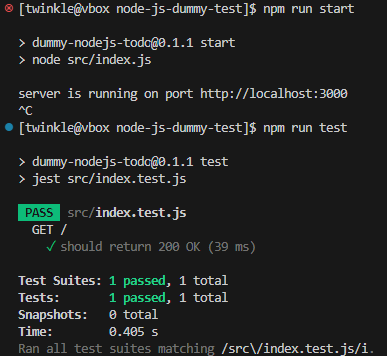 [twinkle@vbox node-js-dummy-test]$ npm run start
> dummy-nodejs-todo@0.1.1 start
> node src/index.js
server is running on port http://localhost:3000
^C
[twinkle@vbox node-js-dummy-test]$ npm run test
> dummy-nodejs-todo@0.1.1 test
> jest src/index.test.js
PASS src/index.test.js
GET /
✓ should return 200 OK (39 ms)
Test Suites: 1 passed, 1 total
Tests: 1 passed, 1 total
Snapshots: 0 total
Time: 0.405 s
Ran all test suites matching /src\/index.test.js/i.